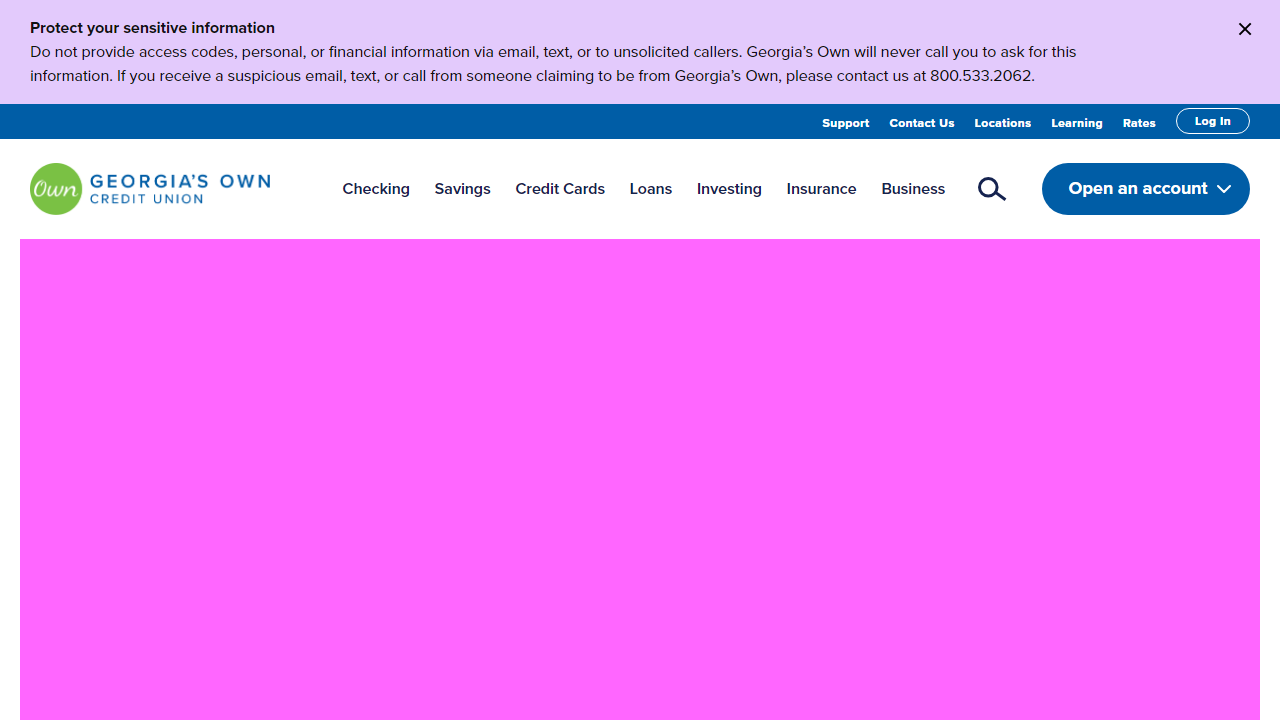 Protect your sensitive information
Do not provide access codes, personal, or financial information via email, text, or to unsolicited callers. Georgia’s Own will never call you to ask for this
information. If you receive a suspicious email, text, or call from someone claiming to be from Georgia’s Own, please contact us at 800.533.2062.
Support Contact Us Locations Learning Rates Log In
Own GEORGIA’S OWN
CREDIT UNION
Checking Savings Credit Cards Loans Investing Insurance Business Open an account